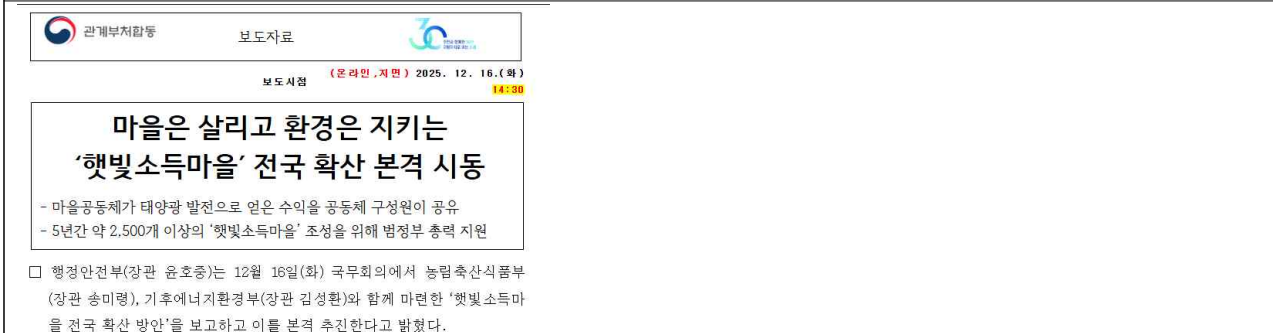 관계부처합동
보도자료
30
보도시점
(온라인,지면) 2025. 12. 16.(화)
14:30
마을은 살리고 환경은 지키는
‘햇빛소득마을’ 전국 확산 본격 시동
- 마을공동체가 태양광 발전으로 얻은 수익을 공동체 구성원이 공유
- 5년간 약 2,500개 이상의 ‘햇빛소득마을’ 조성을 위해 범정부 총력 지원
□ 행정안전부(장관 윤호중)는 12월 16일(화) 국무회의에서 농림축산식품부
(장관 송미령), 기후에너지환경부(장관 김성환)와 함께 마련한 ‘햇빛소득마
을 전국 확산 방안’을 보고하고 이를 본격 추진한다고 밝혔다.